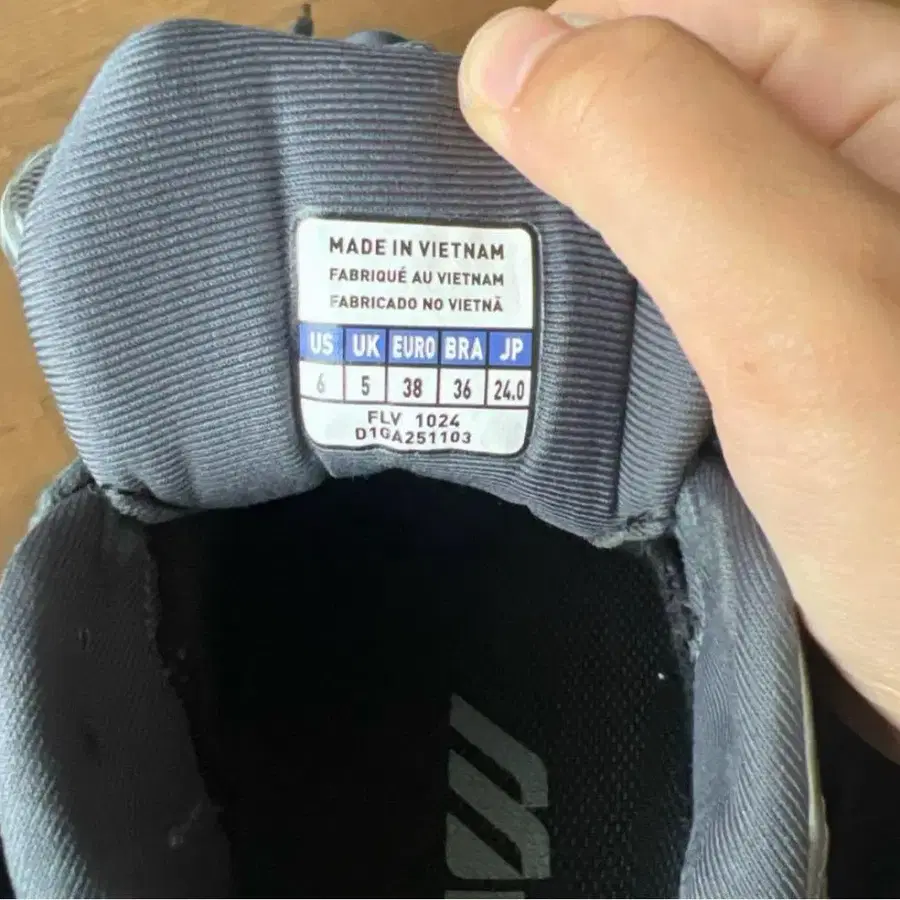 MADE IN VIETNAM
FABRIQUÉ AU VIETNAM
FABRICADO NO VIETNÃ
US UK EURO BRA JP
6 5 38 36 24.0
FLV 1024
D1GA251103